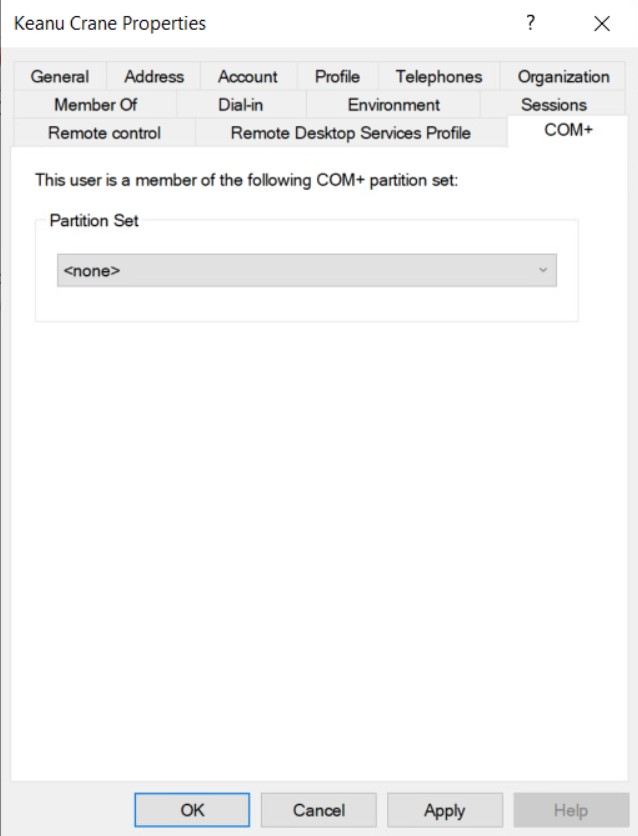 Keanu Crane Properties ?
General Address Account Profile Telephones Organization
Member Of Dial-in Environment Sessions
Remote control Remote Desktop Services Profile COM+
This user is a member of the following COM+ partition set:
Partition Set
<none>
OK Cancel Apply Help